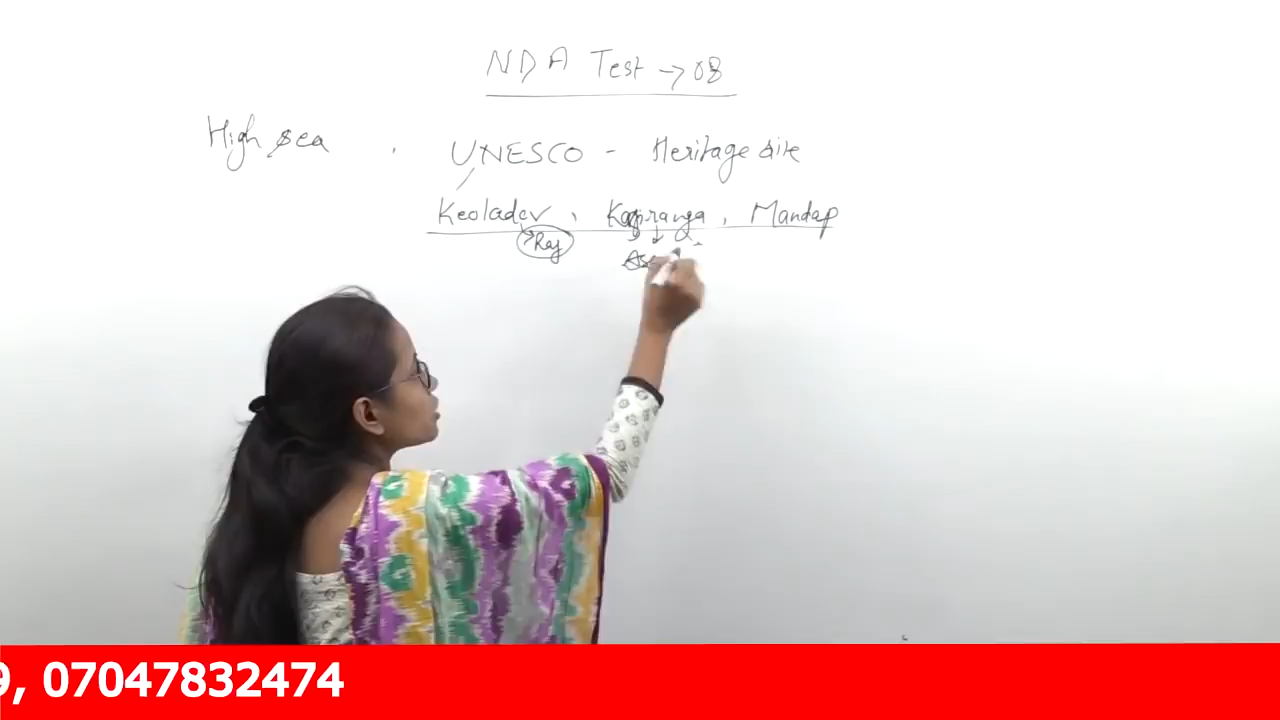 NDA Test → 08
High sea . UNESCO - Heritage site
Keoladev , Kaziranga , Mandap
→ Raj
9, 07047832474